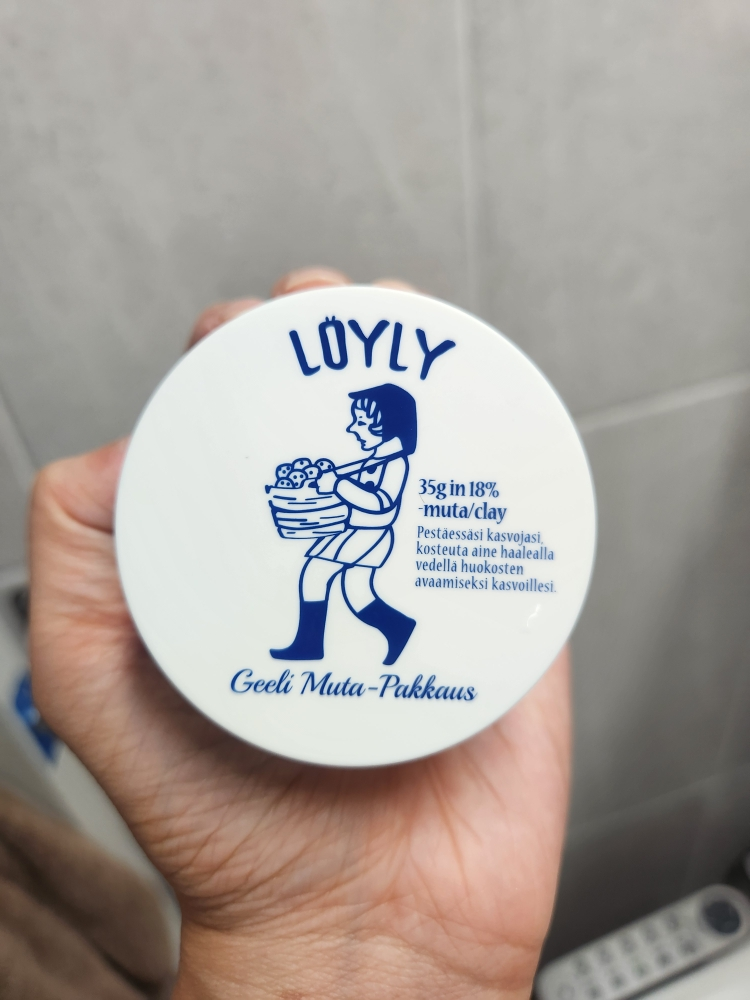 LÖYLY
35g in 18%
-muta/clay
Pestäessäsi kasvojasi,
kosteuta aine haalealla
vedellä huokosten
avaamiseksi kasvoillesi.
Geeli Muta-Pakkaus